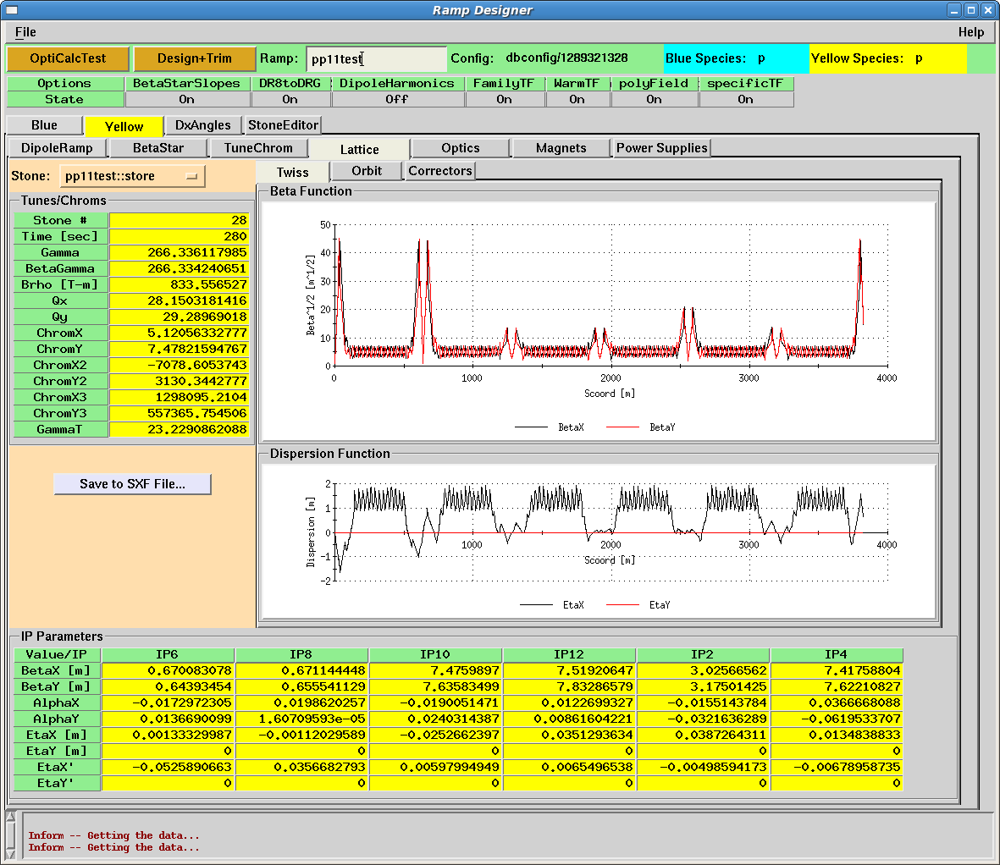 Ramp Designer
File Help
OptiCalcTest Design+Trim Ramp: pp11test Config: dbconfig/1289321328 Blue Species: p Yellow Species: p
Options BetaStarSlopes DR8toDRG DipoleHarmonics FamilyTF WarmTF polyField specificTF
State On On Off On On On On
Blue Yellow DxAngles StoneEditor
DipoleRamp BetaStar TuneChrom Lattice Optics Magnets Power Supplies
Stone: pp11test::store
Twiss Orbit Correctors
Tunes/Chroms
Stone # 28
Time [sec] 280
Gamma 266.336117985
BetaGamma 266.334240651
Brho [T-m] 833.556527
Qx 28.1503181416
Qy 29.28969018
ChromX 5.12056332777
ChromY 7.47821594767
ChromX2 -7078.6053743
ChromY2 3130.3442777
ChromX3 1298095.2104
ChromY3 557365.754506
GammaT 23.2290862088
Save to SXF File...
Beta Function
50
40
30
20
10
0
Beta^1/2 [m^1/2]
0 1000 2000 3000 4000
Scoord [m]
BetaX BetaY
Dispersion Function
2
1
0
-1
-2
Dispersion [m]
1000 2000 3000 4000
Scoord [m]
EtaX EtaY
IP Parameters
Value/IP IP6 IP8 IP10 IP12 IP2 IP4
BetaX [m] 0.670083078 0.671144448 7.4759897 7.51920647 3.02566562 7.41758804
BetaY [m] 0.64393454 0.655541129 7.63583499 7.83286579 3.17501425 7.62210827
AlphaX -0.0172972305 0.0198620257 -0.0190051471 0.0122699327 -0.0155143784 0.0366668088
AlphaY 0.0136690099 1.60709593e-05 0.0240314387 0.00861604221 -0.0321636289 -0.0619533707
EtaX [m] 0.00133329987 -0.00112029589 -0.0252662397 0.0351293634 0.0387264311 0.0134838833
EtaY [m] 0 0 0 0 0 0
EtaX' -0.0525890663 0.0356682793 0.00597994949 0.0065496538 -0.00498594173 -0.00678958735
EtaY' 0 0 0 0 0 0
Inform -- Getting the data...
Inform -- Getting the data...